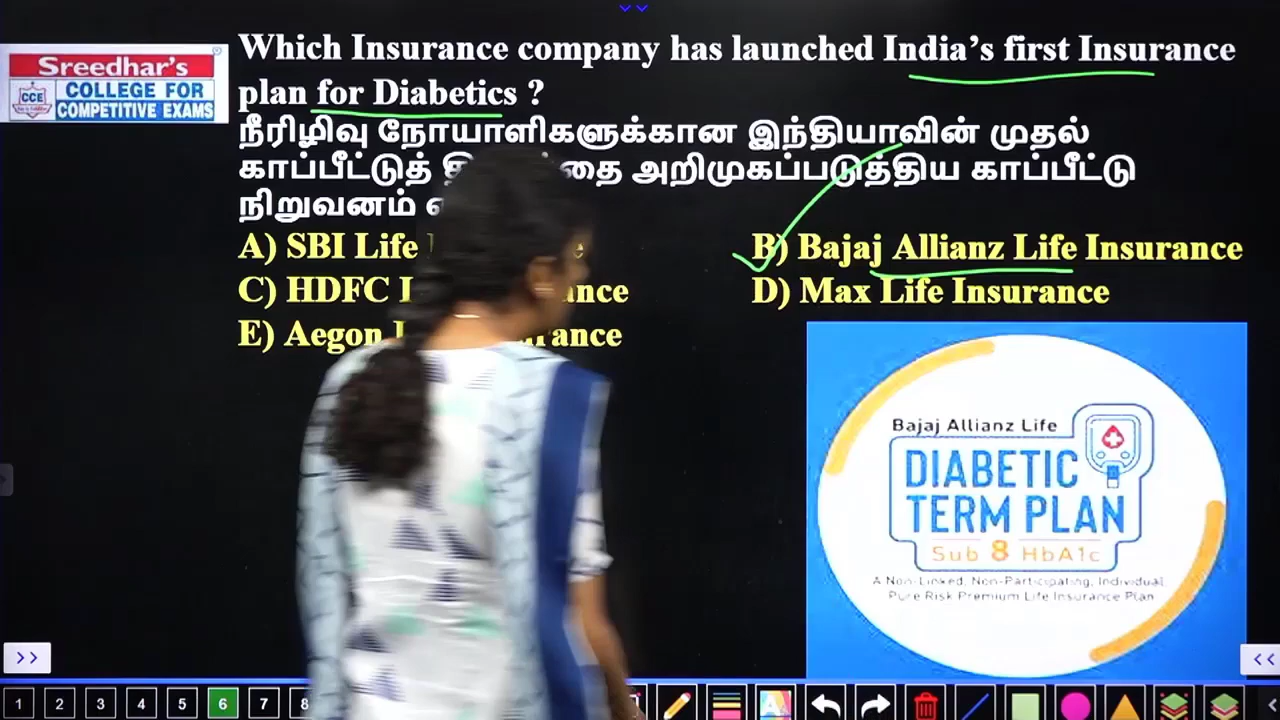 Which Insurance company has launched India's first Insurance
plan for Diabetics ?
Sreedhar's
CCE
COLLEGE FOR
COMPETITIVE EXAMS
நீரிழிவு நோயாளிகளுக்கான இந்தியாவின் முதல்
காப்பீட்டுத் அறிமுகப்படுத்திய காப்பீட்டு
நிறுவனம்
A) SBI Life
B) Bajaj Allianz Life Insurance
C) HDFC
D) Max Life Insurance
E) Aegon
Bajaj Allianz Life
DIABETIC
TERM PLAN
Sub 8 HbA1c
A Non-Linked, Non-Participating, Individual,
Pure Risk Premium Life Insurance Plan
>>
<<
1 2 3 4 5 6 7 8